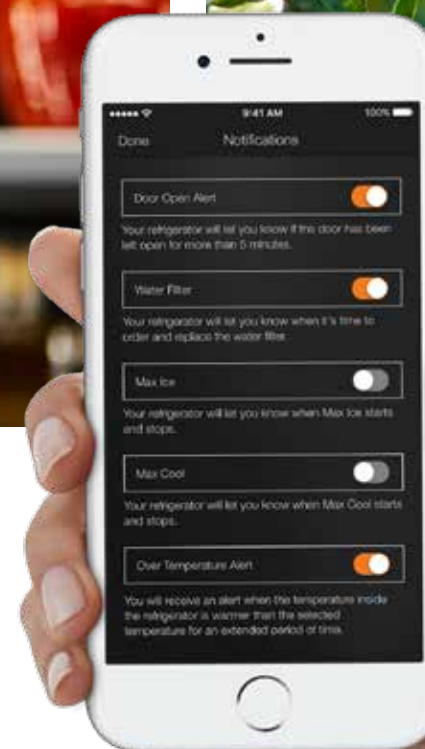 9:41 AM 100%
Done Notifications
Door Open Alert
Your refrigerator will let you know if the door has been
left open for more than 5 minutes.
Water Filter
Your refrigerator will let you know when it's time to
order and replace the water filter.
Max Ice
Your refrigerator will let you know when Max Ice starts
and stops.
Max Cool
Your refrigerator will let you know when Max Cool starts
and stops.
Over Temperature Alert
You will receive an alert when the temperature inside
the refrigerator is warmer than the selected
temperature for an extended period of time.